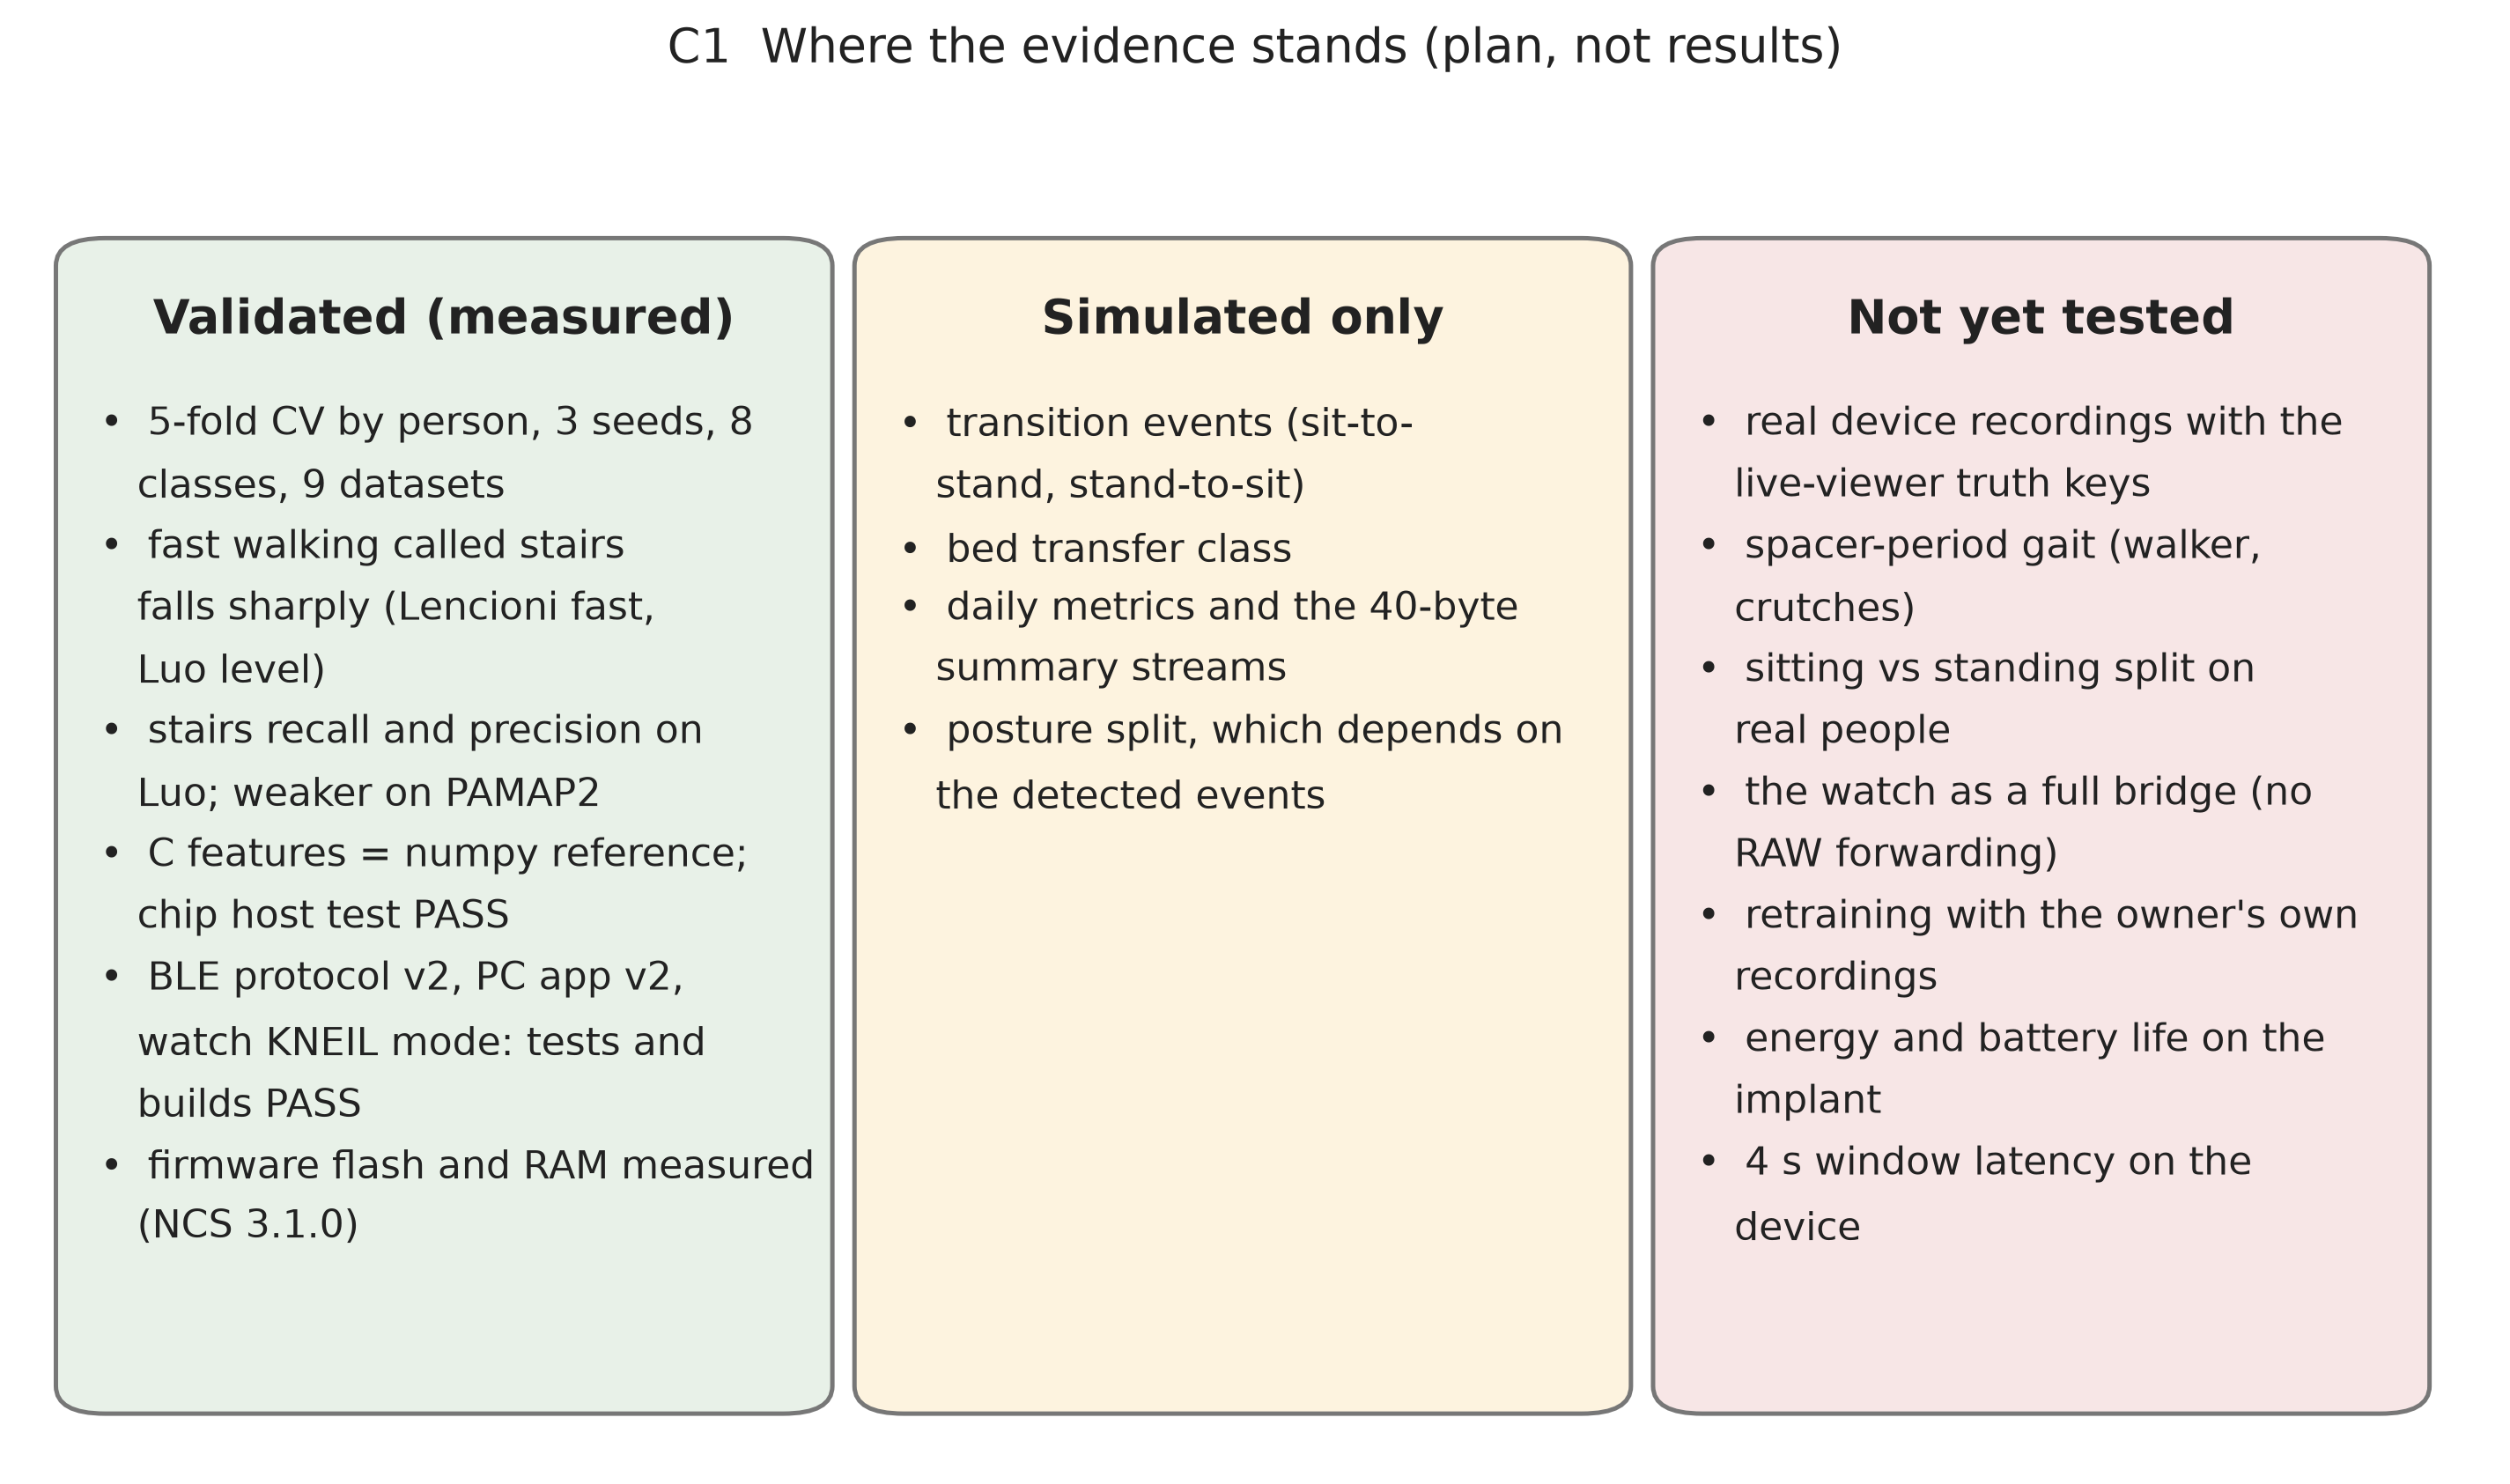 C1 Where the evidence stands (plan, not results)
Validated (measured)
• 5-fold CV by person, 3 seeds, 8
classes, 9 datasets
• fast walking called stairs
falls sharply (Lencioni fast,
Luo level)
• stairs recall and precision on
Luo; weaker on PAMAP2
• C features = numpy reference;
chip host test PASS
• BLE protocol v2, PC app v2,
watch KNEIL mode: tests and
builds PASS
• firmware flash and RAM measured
(NCS 3.1.0)
Simulated only
• transition events (sit-to-
stand, stand-to-sit)
• bed transfer class
• daily metrics and the 40-byte
summary streams
• posture split, which depends on
the detected events
Not yet tested
• real device recordings with the
live-viewer truth keys
• spacer-period gait (walker,
crutches)
• sitting vs standing split on
real people
• the watch as a full bridge (no
RAW forwarding)
• retraining with the owner's own
recordings
• energy and battery life on the
implant
• 4 s window latency on the
device